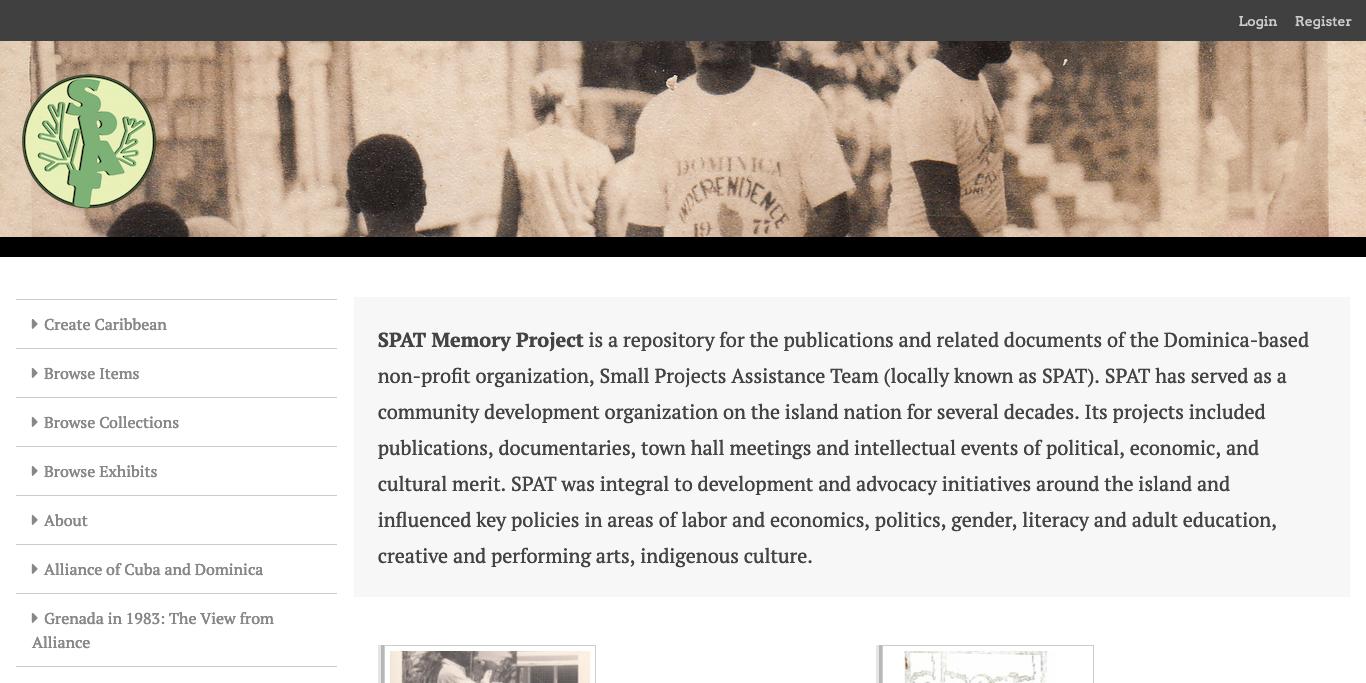 Login Register
SPAT
DOMINICA
INDEPENDENCE
1977
Create Caribbean
Browse Items
Browse Collections
Browse Exhibits
About
Alliance of Cuba and Dominica
Grenada in 1983: The View from
Alliance
SPAT Memory Project is a repository for the publications and related documents of the Dominica-based
non-profit organization, Small Projects Assistance Team (locally known as SPAT). SPAT has served as a
community development organization on the island nation for several decades. Its projects included
publications, documentaries, town hall meetings and intellectual events of political, economic, and
cultural merit. SPAT was integral to development and advocacy initiatives around the island and
influenced key policies in areas of labor and economics, politics, gender, literacy and adult education,
creative and performing arts, indigenous culture.